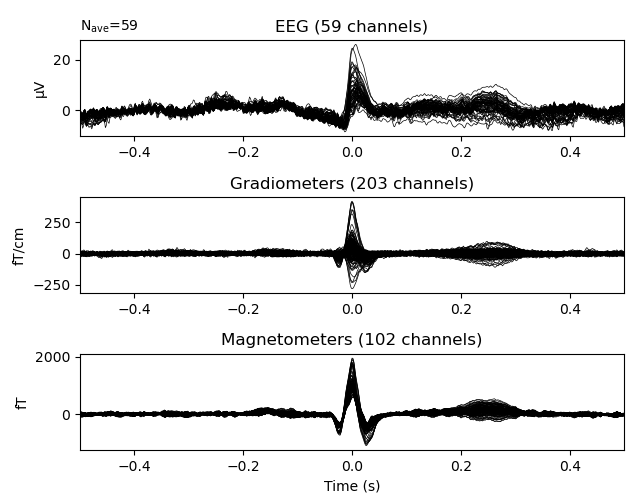 N_ave=59
EEG (59 channels)
20
0
µV
−0.4 −0.2 0.0 0.2 0.4
Gradiometers (203 channels)
250
0
−250
fT/cm
−0.4 −0.2 0.0 0.2 0.4
Magnetometers (102 channels)
2000
0
fT
−0.4 −0.2 0.0 0.2 0.4
Time (s)